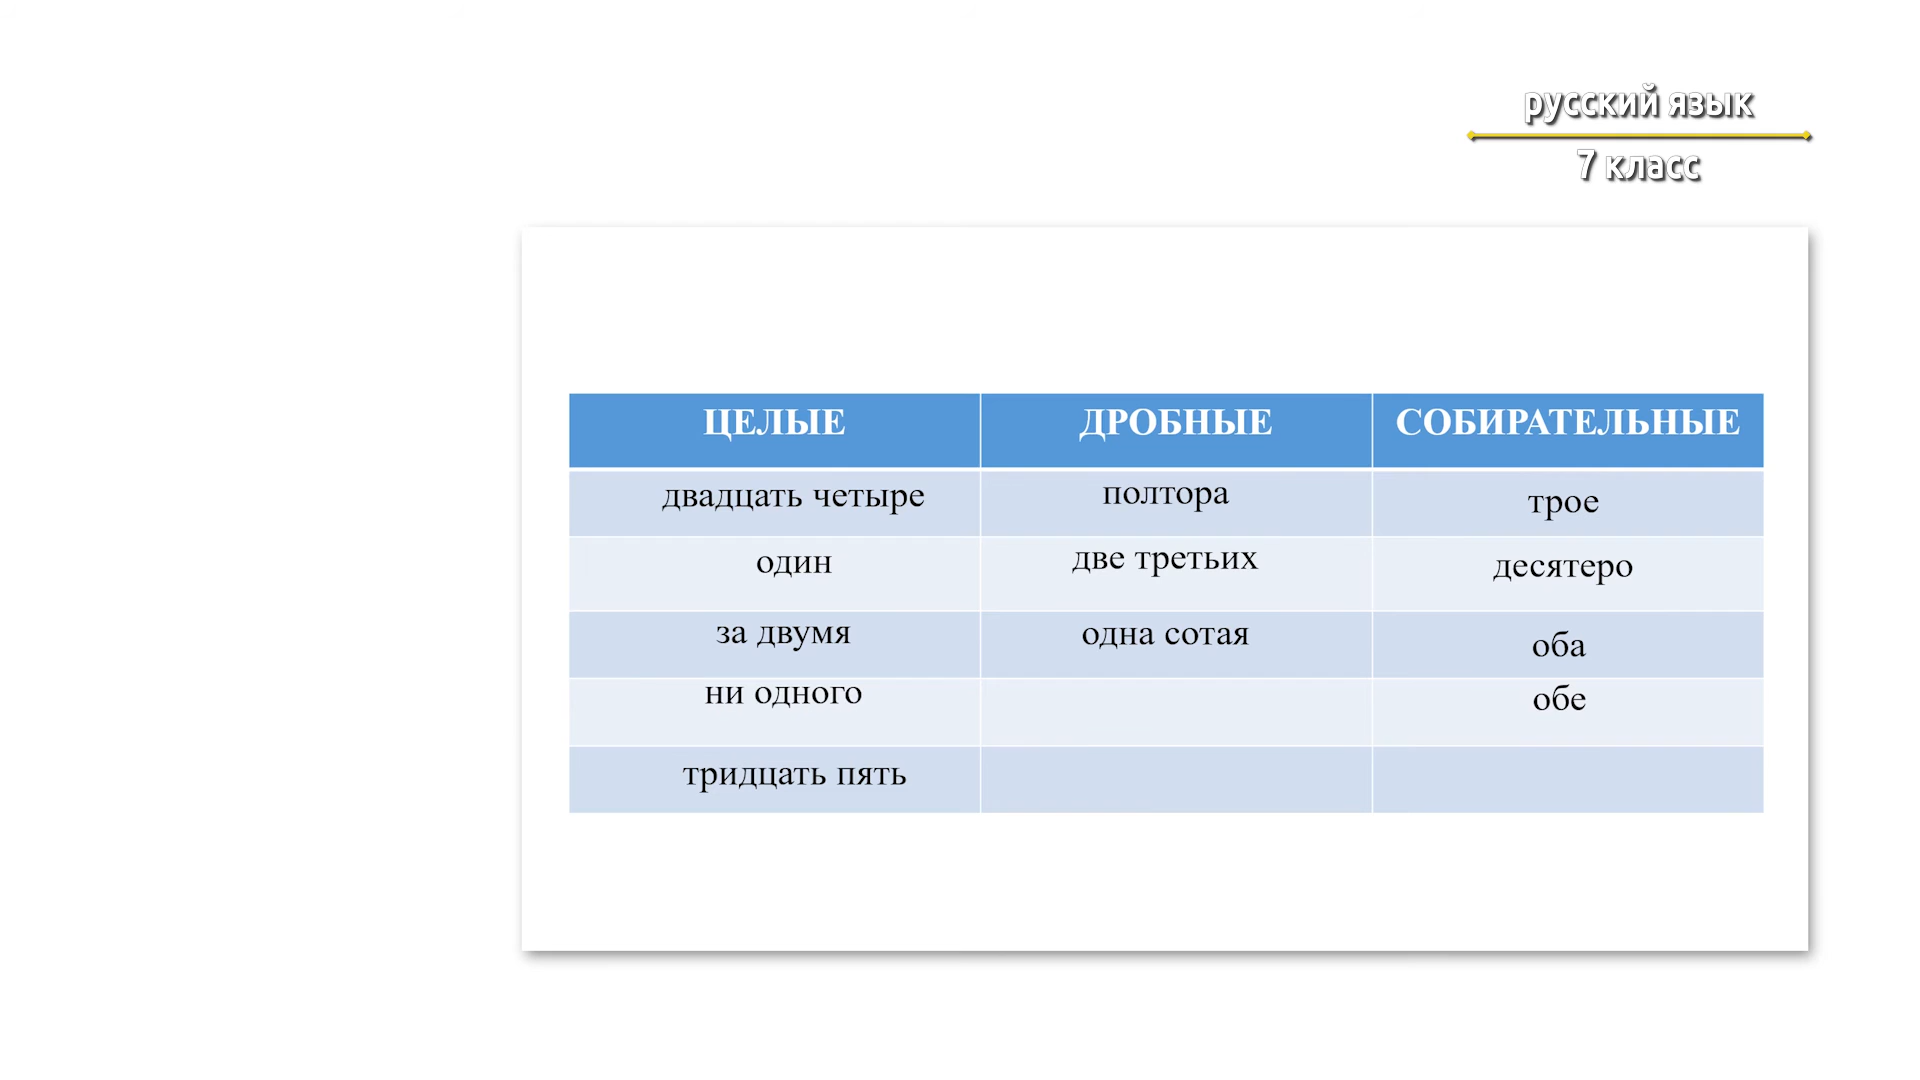 русский язык
7 класс
ЦЕЛЫЕ ДРОБНЫЕ СОБИРАТЕЛЬНЫЕ
двадцать четыре полтора трое
один две третьих десятеро
за двумя одна сотая оба
ни одного обе
тридцать пять